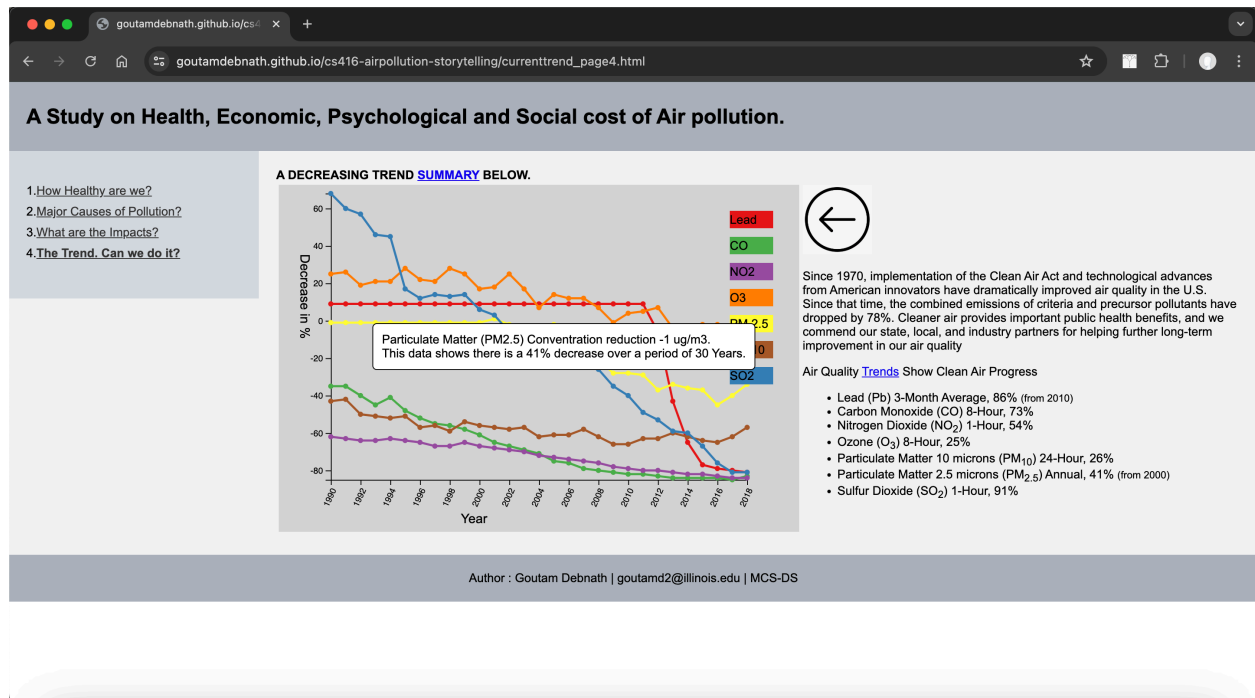 goutamdebnath.github.io/cs4
goutamdebnath.github.io/cs416-airpollution-storytelling/currenttrend_page4.html
A Study on Health, Economic, Psychological and Social cost of Air pollution.
1.How Healthy are we?
2.Major Causes of Pollution?
3.What are the Impacts?
4.The Trend. Can we do it?
A DECREASING TREND SUMMARY BELOW.
60
40
20
0
-20
-40
-60
-80
Decrease in %
1990
1992
1994
1996
1998
2000
2002
2004
2006
2008
2010
2012
2014
2016
2018
Year
Lead
CO
NO2
O3
PM 2.5
10
SO2
Particulate Matter (PM2.5) Conventration reduction -1 ug/m3.
This data shows there is a 41% decrease over a period of 30 Years.
Since 1970, implementation of the Clean Air Act and technological advances
from American innovators have dramatically improved air quality in the U.S.
Since that time, the combined emissions of criteria and precursor pollutants have
dropped by 78%. Cleaner air provides important public health benefits, and we
commend our state, local, and industry partners for helping further long-term
improvement in our air quality
Air Quality Trends Show Clean Air Progress
• Lead (Pb) 3-Month Average, 86% (from 2010)
• Carbon Monoxide (CO) 8-Hour, 73%
• Nitrogen Dioxide (NO2) 1-Hour, 54%
• Ozone (O3) 8-Hour, 25%
• Particulate Matter 10 microns (PM10) 24-Hour, 26%
• Particulate Matter 2.5 microns (PM2.5) Annual, 41% (from 2000)
• Sulfur Dioxide (SO2) 1-Hour, 91%
Author : Goutam Debnath | goutamd2@illinois.edu | MCS-DS